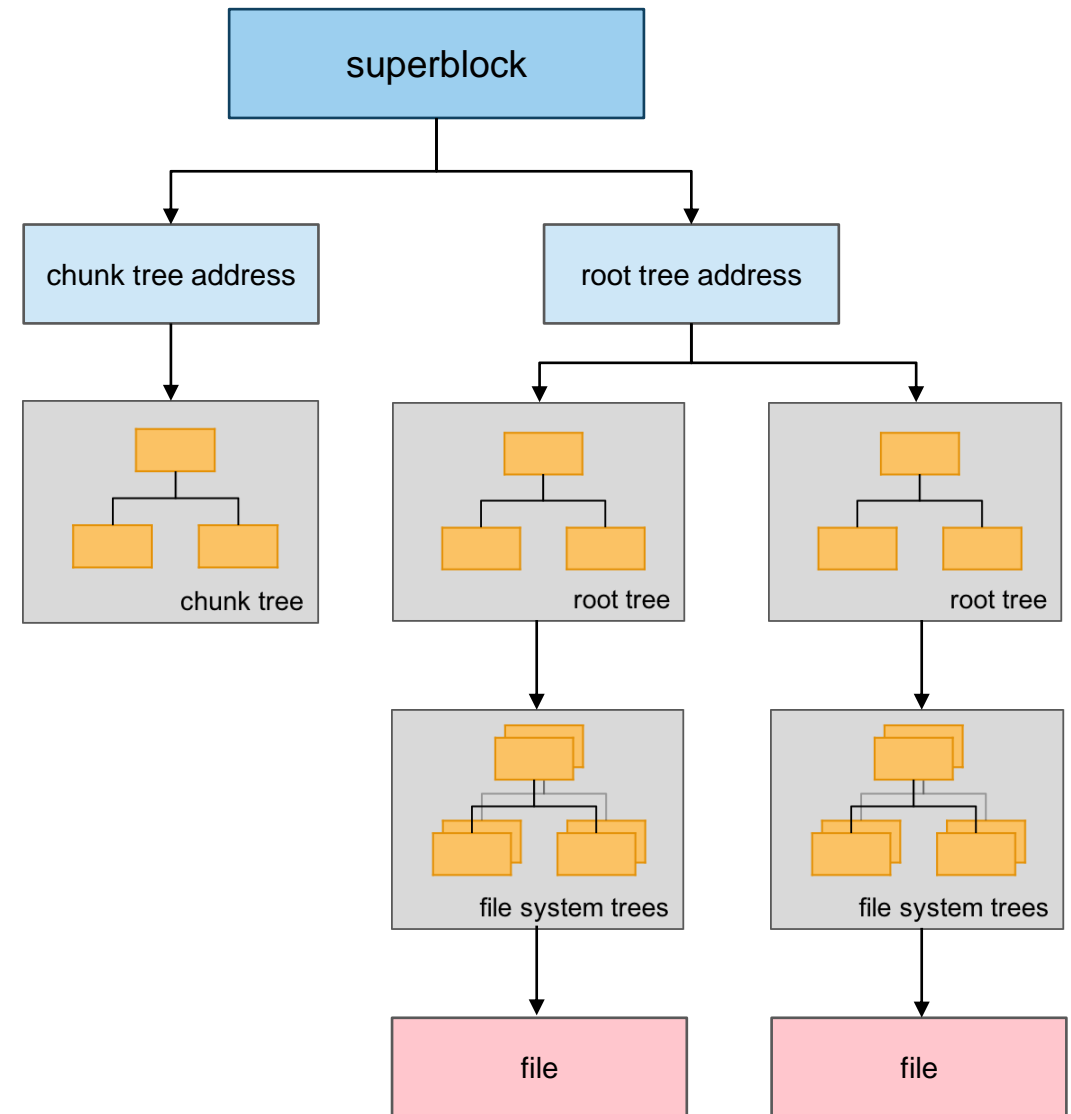 superblock
chunk tree address
root tree address
chunk tree
root tree
root tree
file system trees
file system trees
file
file